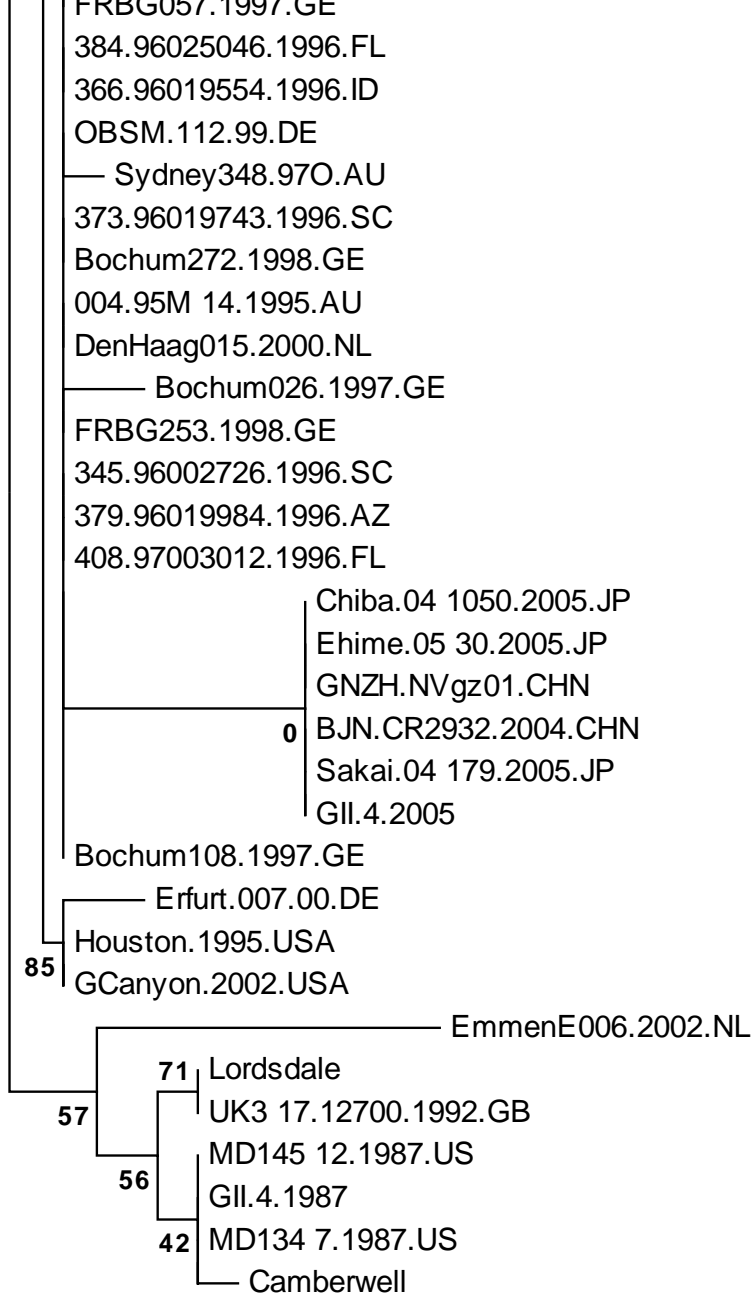 FRBG057.1997.GE
384.96025046.1996.FL
366.96019554.1996.ID
OBSM.112.99.DE
Sydney348.97O.AU
373.96019743.1996.SC
Bochum272.1998.GE
004.95M 14.1995.AU
DenHaag015.2000.NL
Bochum026.1997.GE
FRBG253.1998.GE
345.96002726.1996.SC
379.96019984.1996.AZ
408.97003012.1996.FL
Chiba.04 1050.2005.JP
Ehime.05 30.2005.JP
GNZH.NVgz01.CHN
0 BJN.CR2932.2004.CHN
Sakai.04 179.2005.JP
GII.4.2005
Bochum108.1997.GE
Erfurt.007.00.DE
Houston.1995.USA
85 GCanyon.2002.USA
EmmenE006.2002.NL
71 Lordsdale
57 UK3 17.12700.1992.GB
MD145 12.1987.US
56 GII.4.1987
42 MD134 7.1987.US
Camberwell